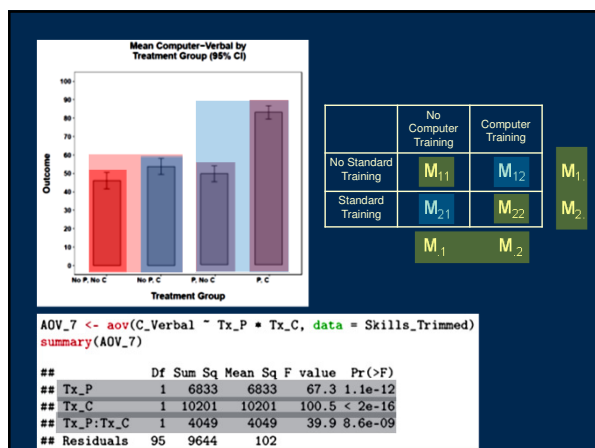 Mean Computer-Verbal by
Treatment Group (95% CI)
100
90
80
70
60
50
40
30
20
10
0
Outcome
No P, No C
No P, C
P, No C
P, C
Treatment Group
No Computer Training
Computer Training
No Standard Training
M11
M12
M1.
Standard Training
M21
M22
M2.
M.1
M.2
AOV_7 <- aov(C_Verbal ~ Tx_P * Tx_C, data = Skills_Trimmed)
summary(AOV_7)
## Df Sum Sq Mean Sq F value Pr(>F)
## Tx_P 1 6833 6833 67.3 1.1e-12
## Tx_C 1 10201 10201 100.5 < 2e-16
## Tx_P:Tx_C 1 4049 4049 39.9 8.6e-09
## Residuals 95 9644 102